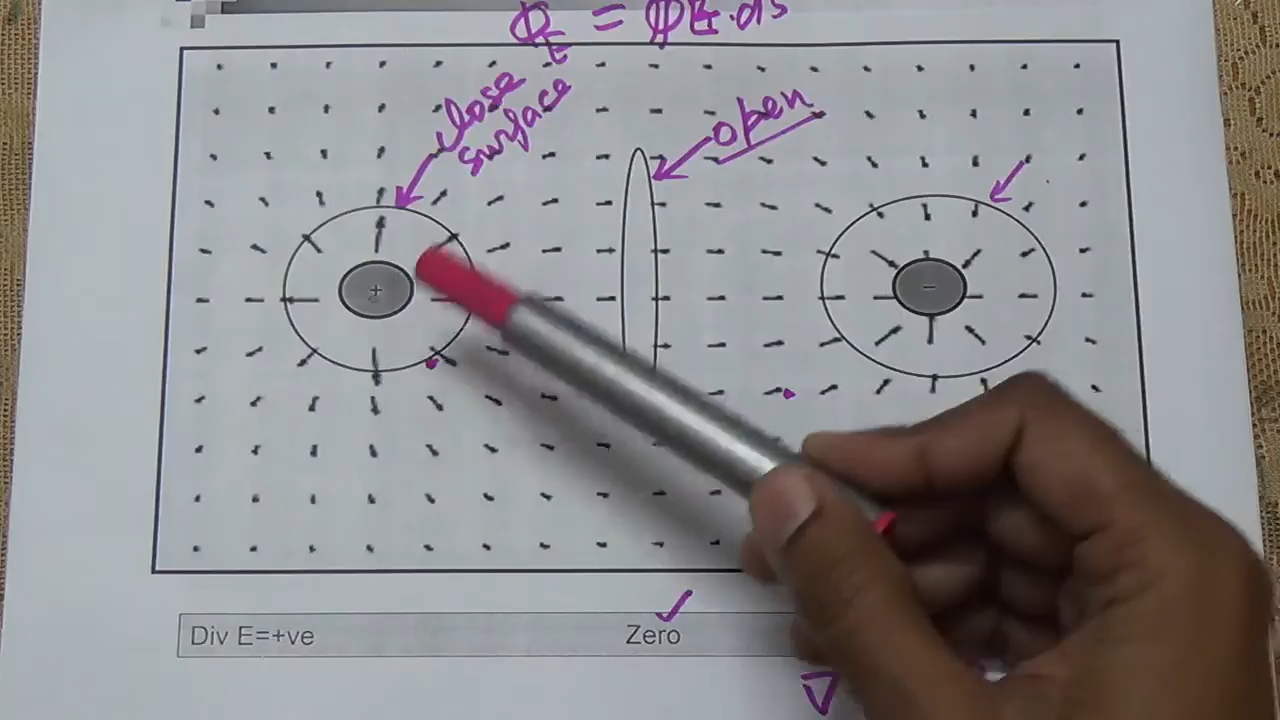 Φ_E = ∮E.ds
close
surface
open
+
−
Div E=+ve Zero
∇